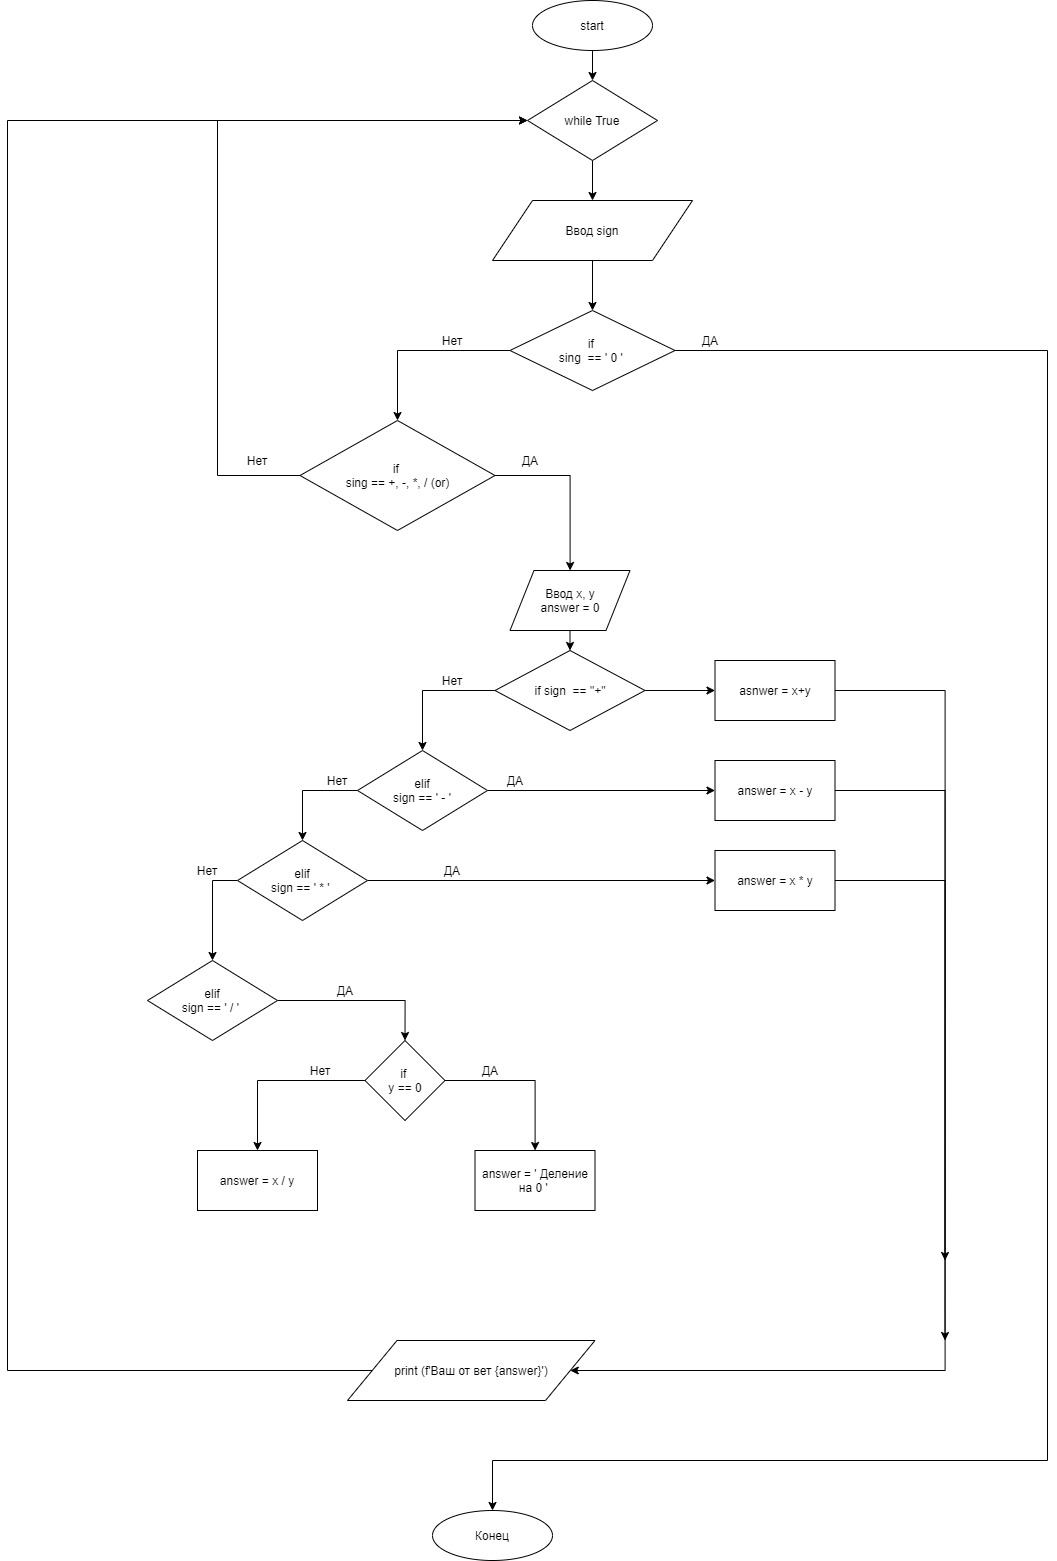 start
while True
Ввод sign
Нет
if
sing == ' 0 '
ДА
Нет
if
sing == +, -, *, / (or)
ДА
Ввод x, y
answer = 0
Нет
if sign == "+"
asnwer = x+y
Нет
elif
sign == ' - '
ДА
answer = x - y
Нет
elif
sign == ' * '
ДА
answer = x * y
elif
sign == ' / '
ДА
Нет
if
y == 0
ДА
answer = x / y
answer = ' Деление
на 0 '
print (f'Ваш от вет {answer}')
Конец